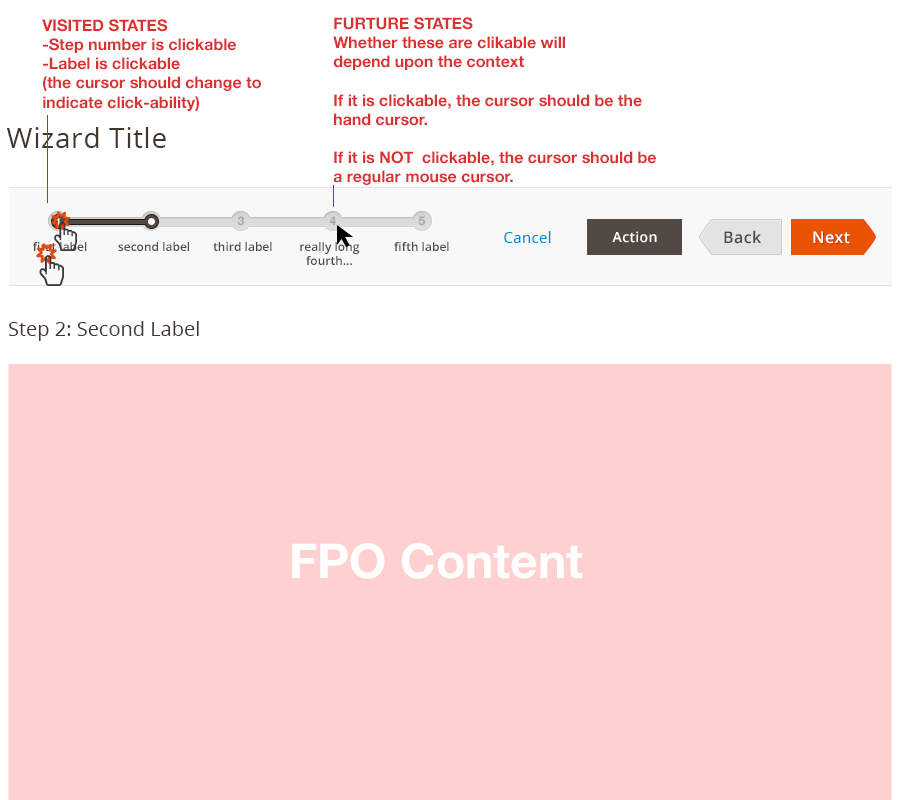 VISITED STATES
-Step number is clickable
-Label is clickable
(the cursor should change to
indicate click-ability)
FURTURE STATES
Whether these are clikable will
depend upon the context
If it is clickable, the cursor should be the
hand cursor.
If it is NOT clickable, the cursor should be
a regular mouse cursor.
Wizard Title
1
3
4
5
first label
second label
third label
really long
fourth...
fifth label
Cancel
Action
Back
Next
Step 2: Second Label
FPO Content